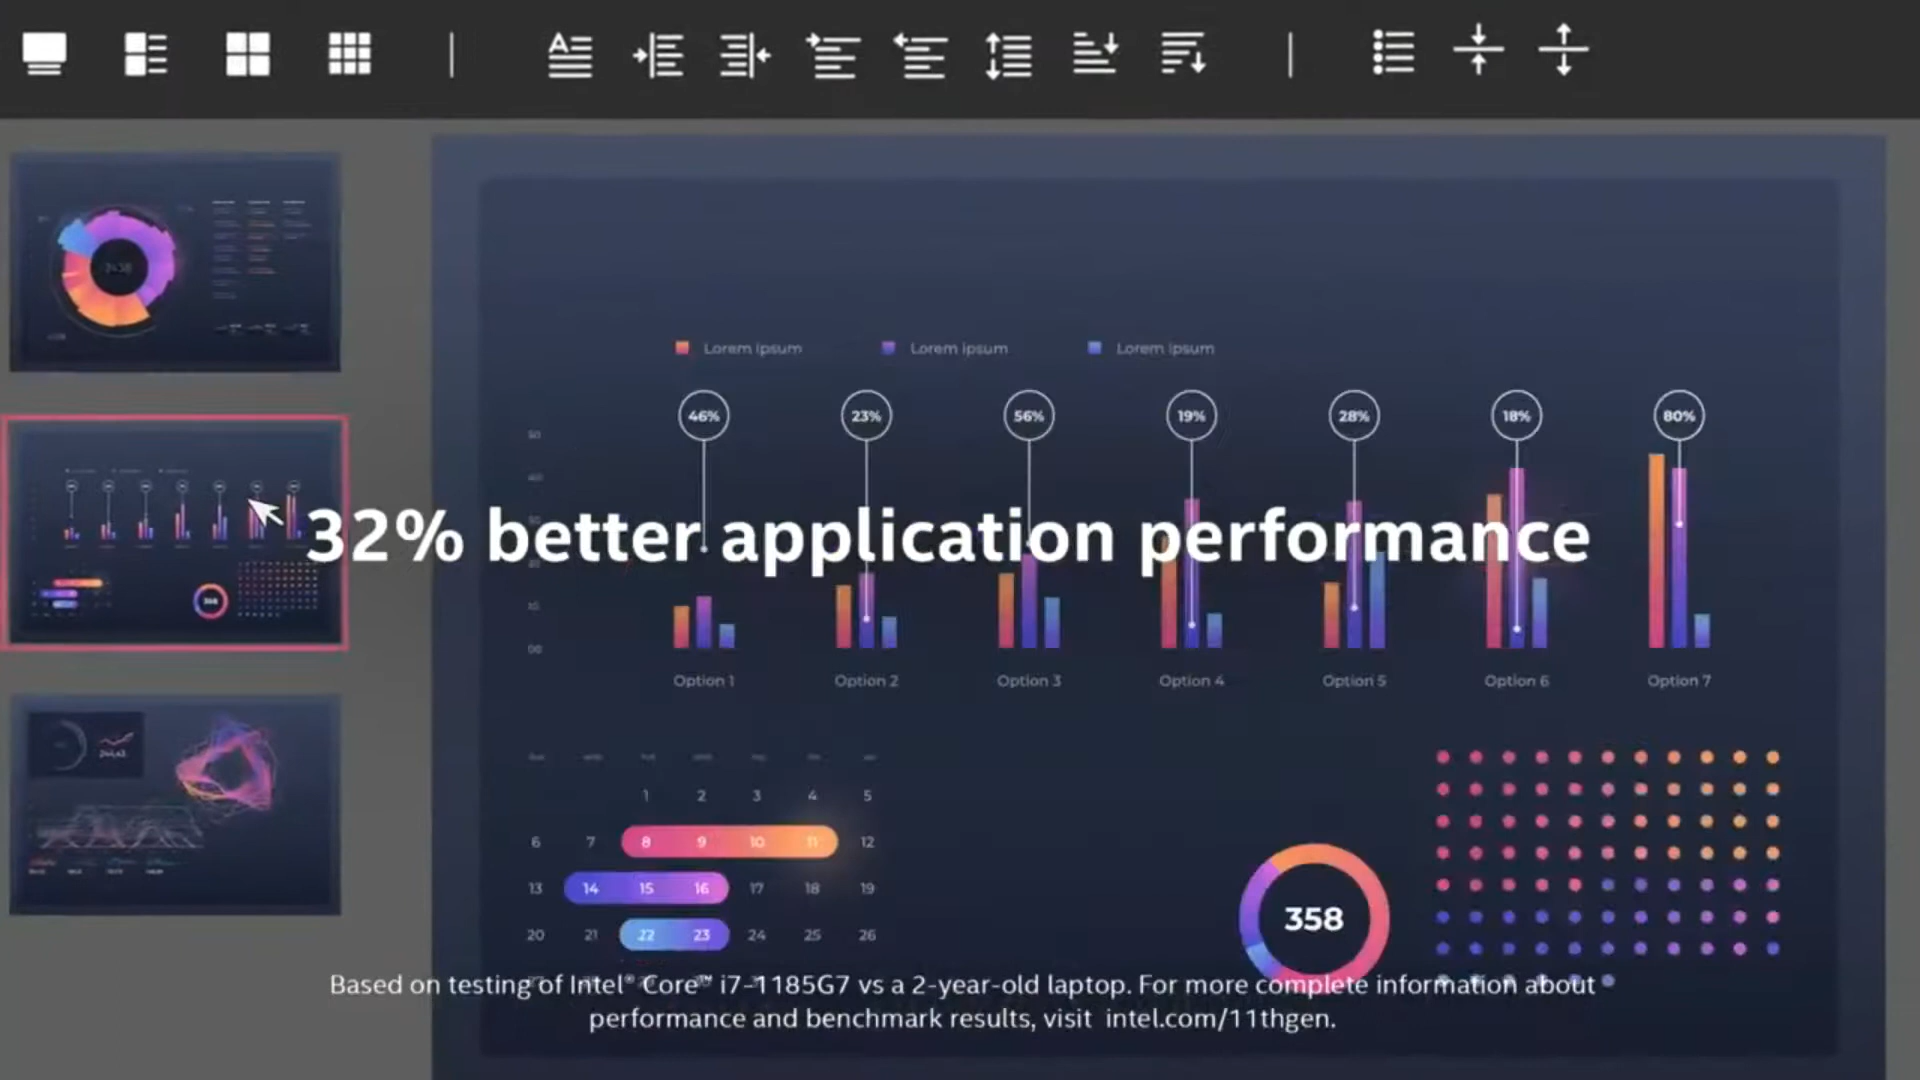 Lorem ipsum Lorem ipsum Lorem ipsum
46% 23% 56% 19% 28% 18% 80%
50
40
32% better application performance
10
00
Option 1 Option 2 Option 3 Option 4 Option 5 Option 6 Option 7
1 2 3 4 5
6 7 8 9 10 11 12
13 14 15 16 17 18 19
20 21 22 23 24 25 26
358
Based on testing of Intel® Core™ i7-1185G7 vs a 2-year-old laptop. For more complete information about
performance and benchmark results, visit intel.com/11thgen.